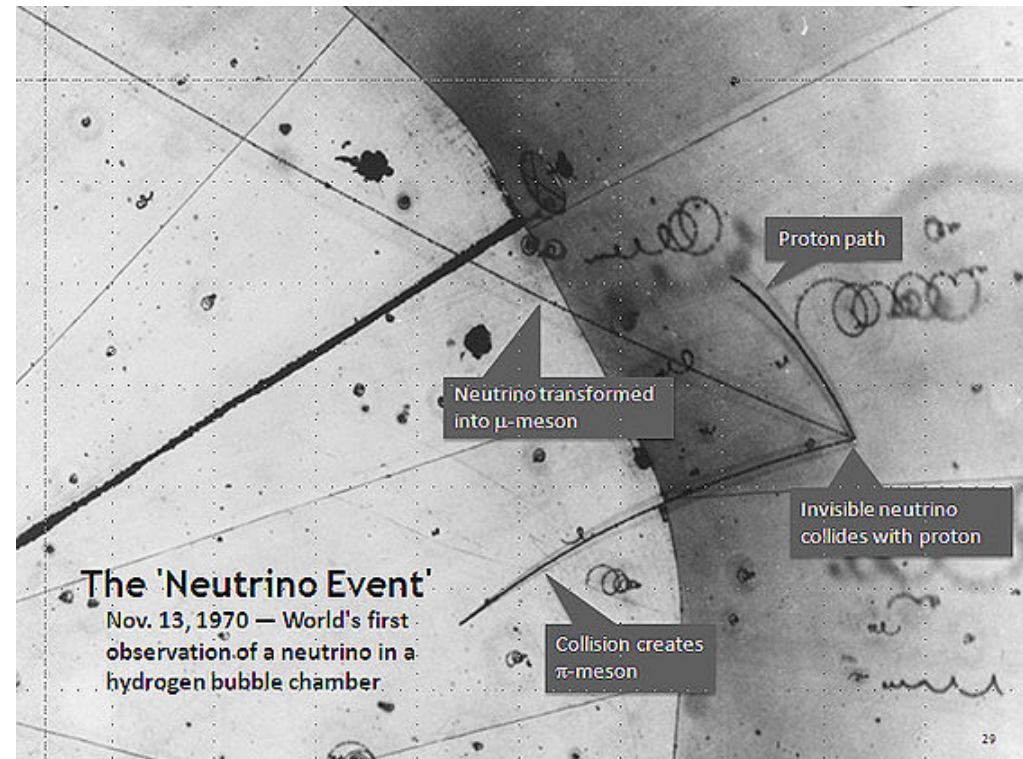 Proton path
Neutrino transformed
into μ-meson
Invisible neutrino
collides with proton
The 'Neutrino Event'
Nov. 13, 1970 — World's first
observation of a neutrino in a
hydrogen bubble chamber
Collision creates
π-meson
29